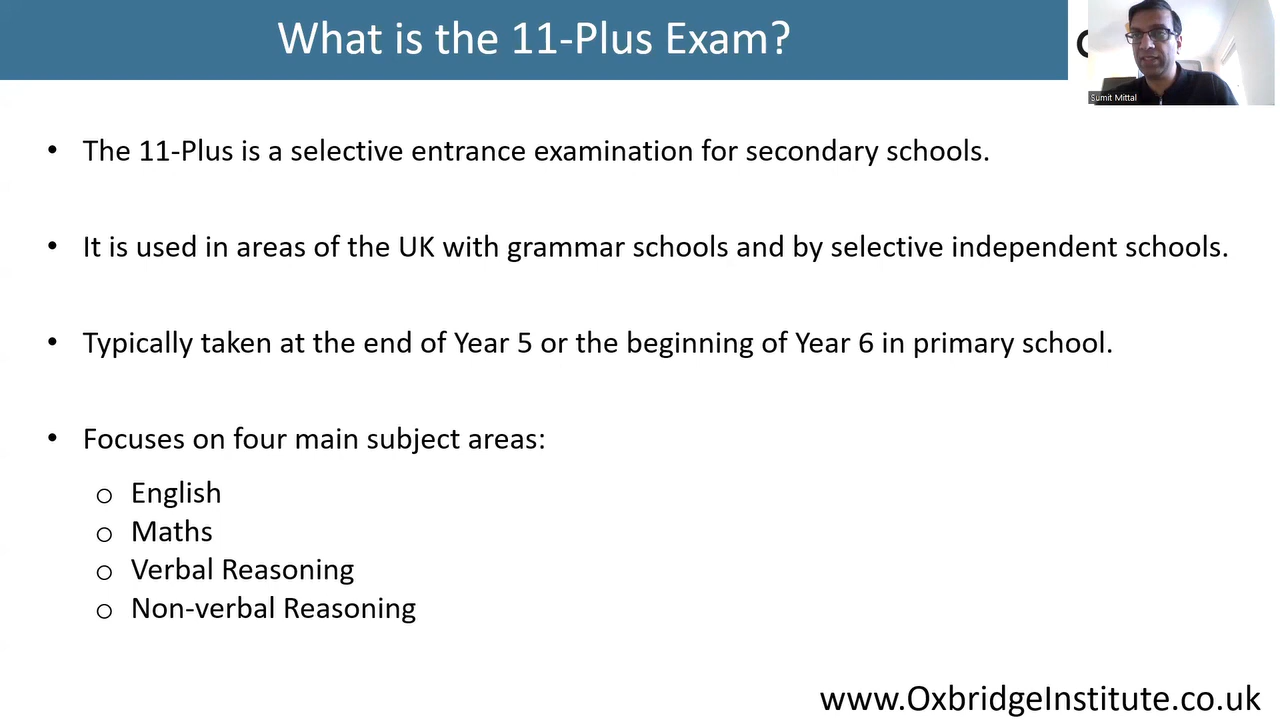 What is the 11-Plus Exam?
Sumit Mittal
• The 11-Plus is a selective entrance examination for secondary schools.
• It is used in areas of the UK with grammar schools and by selective independent schools.
• Typically taken at the end of Year 5 or the beginning of Year 6 in primary school.
• Focuses on four main subject areas:
o English
o Maths
o Verbal Reasoning
o Non-verbal Reasoning
www.OxbridgeInstitute.co.uk